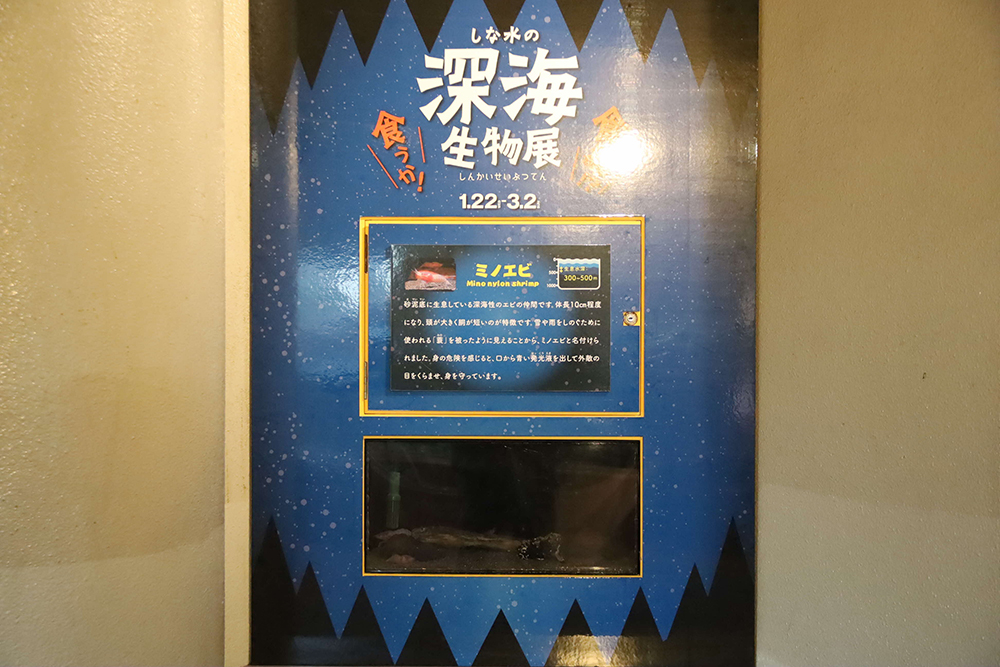 しな水の
深海
生物展
しんかいせいぶつてん
食うか!
食
1.22-3.2
ミノエビ
Mino nylon shrimp
0
500
1000
生息水深
300~500m
砂泥底に生息している深海性のエビの仲間です。体長10cm程度
になり、頭が大きく胴が短いのが特徴です。雪や雨をしのぐために
使われる「蓑」を被ったように見えることから、ミノエビと名付けら
れました。身の危険を感じると、口から青い発光液を出して外敵の
目をくらませ、身を守っています。